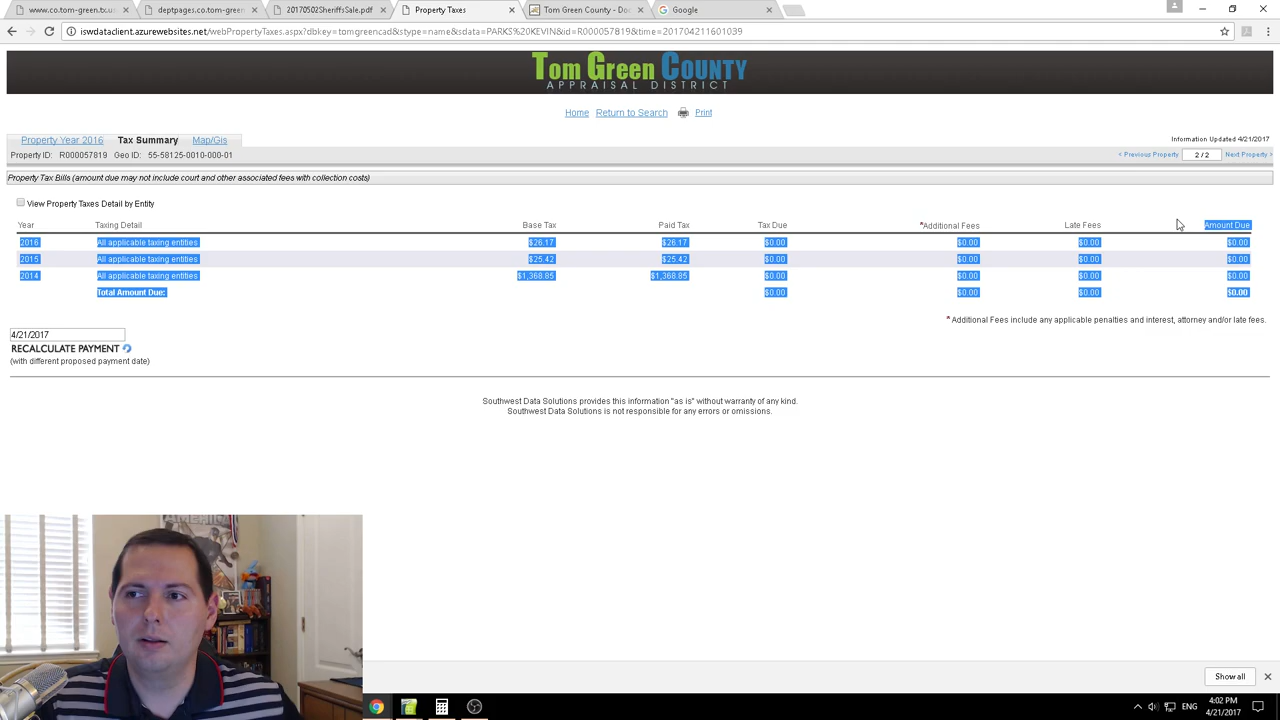 www.co.tom-green.tx.us
deptpages.co.tom-green
20170502SheriffsSale.pdf
Property Taxes
Tom Green County - Doc
Google
iswdataclient.azurewebsites.net/webPropertyTaxes.aspx?dbkey=tomgreencad&stype=name&sdata=PARKS%20KEVIN&id=R000057819&time=201704211601039
Tom Green COUNTY
APPRAISAL DISTRICT
Home Return to Search Print
Property Year 2016 Tax Summary Map/Gis
Information Updated 4/21/2017
Property ID: R000057819 Geo ID: 55-58125-0010-000-01
< Previous Property 2 / 2 Next Property >
Property Tax Bills (amount due may not include court and other associated fees with collection costs)
View Property Taxes Detail by Entity
Year Taxing Detail Base Tax Paid Tax Tax Due *Additional Fees Late Fees Amount Due
2016 All applicable taxing entities $26.17 $26.17 $0.00 $0.00 $0.00 $0.00
2015 All applicable taxing entities $25.42 $25.42 $0.00 $0.00 $0.00 $0.00
2014 All applicable taxing entities $1,368.85 $1,368.85 $0.00 $0.00 $0.00 $0.00
Total Amount Due: $0.00 $0.00 $0.00 $0.00
* Additional Fees include any applicable penalties and interest, attorney and/or late fees.
4/21/2017
RECALCULATE PAYMENT
(with different proposed payment date)
Southwest Data Solutions provides this information "as is" without warranty of any kind.
Southwest Data Solutions is not responsible for any errors or omissions.
AMERICA
Show all
ENG
4:02 PM
4/21/2017